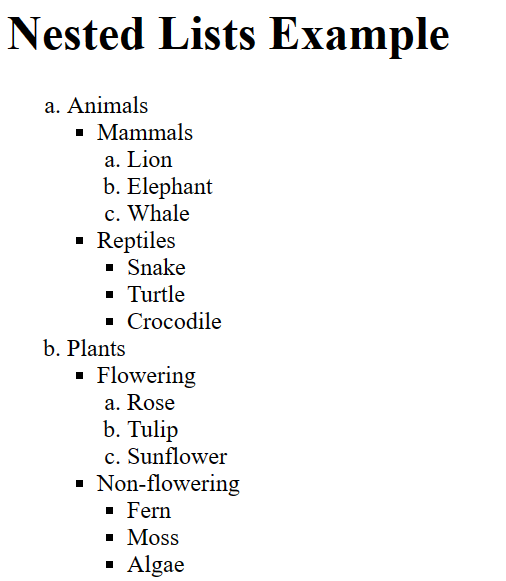 Nested Lists Example
a. Animals
▪ Mammals
a. Lion
b. Elephant
c. Whale
▪ Reptiles
▪ Snake
▪ Turtle
▪ Crocodile
b. Plants
▪ Flowering
a. Rose
b. Tulip
c. Sunflower
▪ Non-flowering
▪ Fern
▪ Moss
▪ Algae